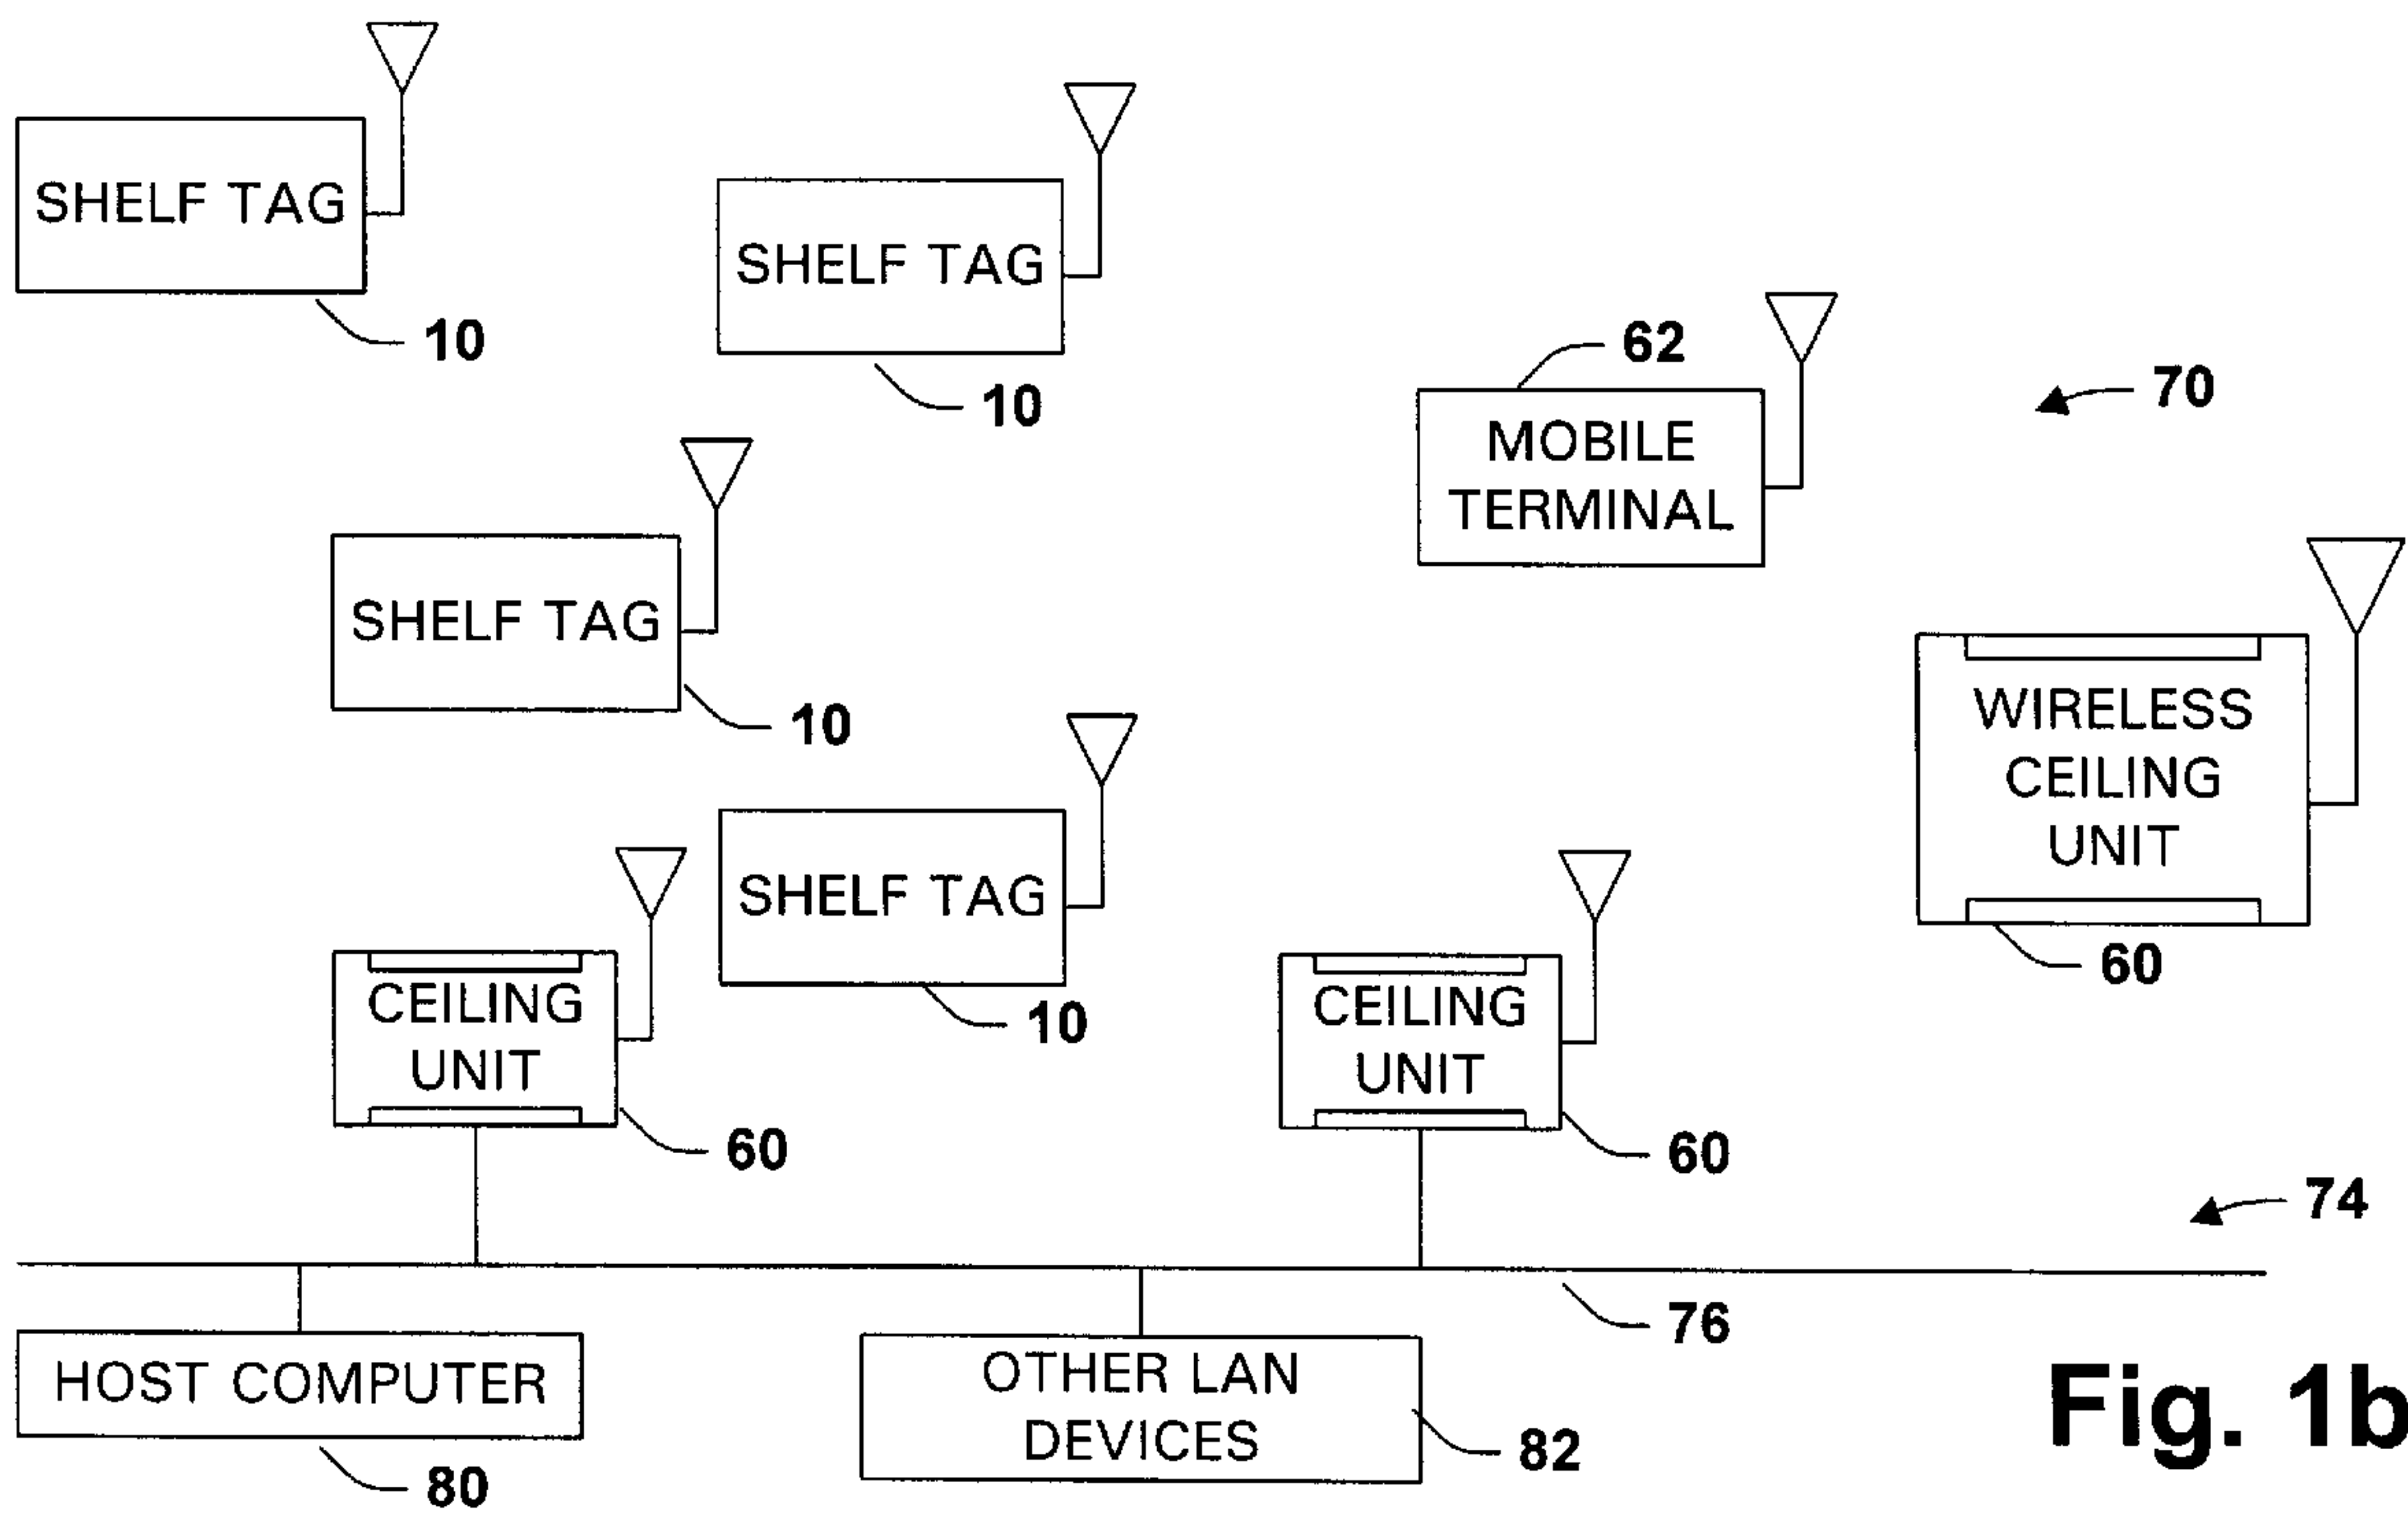 SHELF TAG
10
SHELF TAG
10
62
MOBILE
TERMINAL
70
SHELF TAG
10
WIRELESS
CEILING
UNIT
60
SHELF TAG
10
CEILING
UNIT
60
CEILING
UNIT
60
74
76
HOST COMPUTER
80
OTHER LAN
DEVICES
82
Fig. 1b